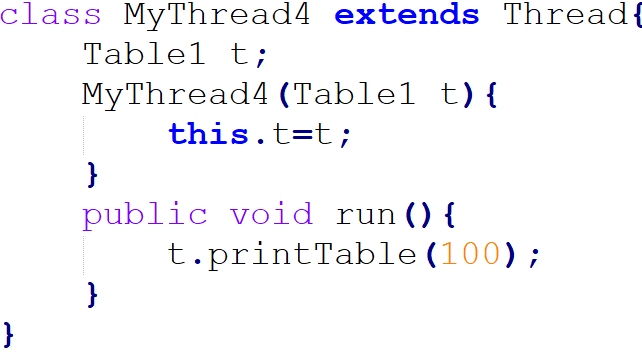 class MyThread4 extends Thread{
    Table1 t;
    MyThread4(Table1 t){
        this.t=t;
    }
    public void run(){
        t.printTable(100);
    }
}